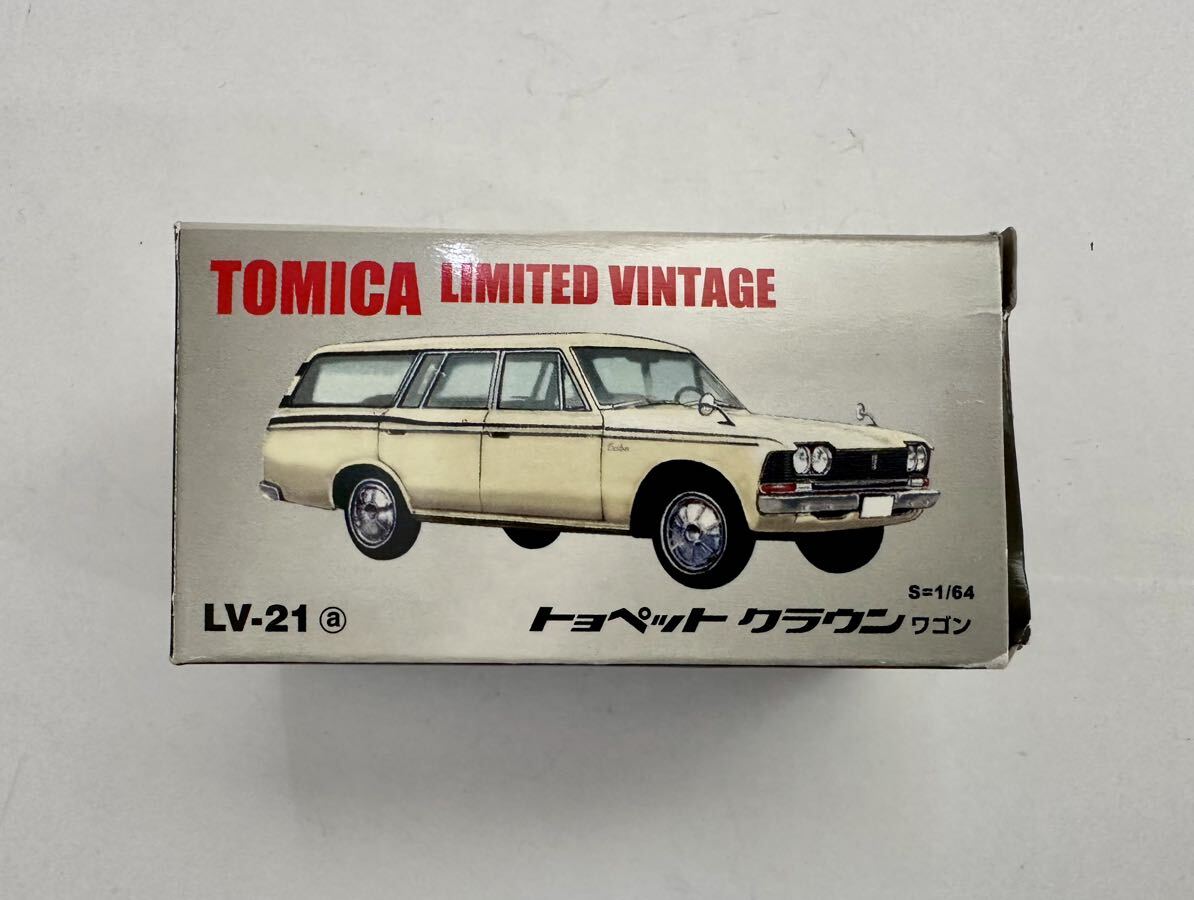 TOMICA LIMITED VINTAGE
S=1/64
LV-21 ⓐ トヨペット クラウン ワゴン